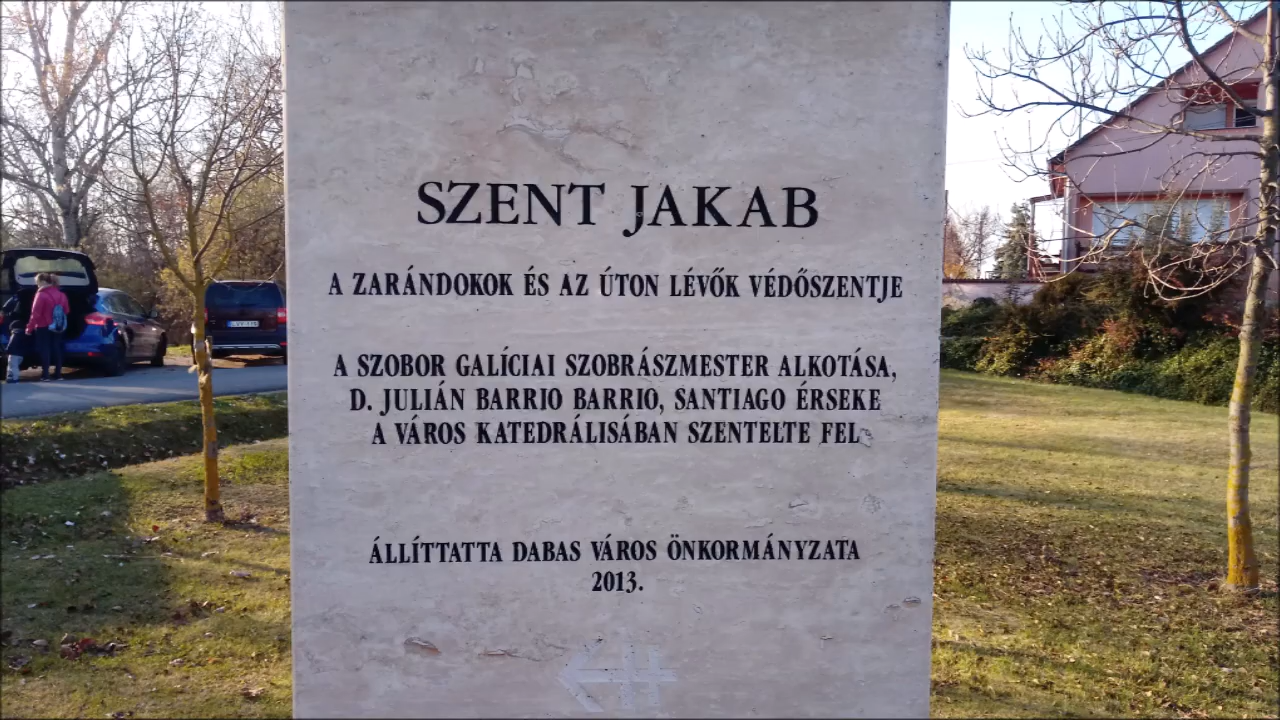 SZENT JAKAB
A ZARÁNDOKOK ÉS AZ ÚTON LÉVŐK VÉDŐSZENTJE
A SZOBOR GALÍCIAI SZOBRÁSZMESTER ALKOTÁSA,
D. JULIÁN BARRIO BARRIO, SANTIAGO ÉRSEKE
A VÁROS KATEDRÁLISÁBAN SZENTELTE FEL
ÁLLÍTTATTA DABAS VÁROS ÖNKORMÁNYZATA
2013.